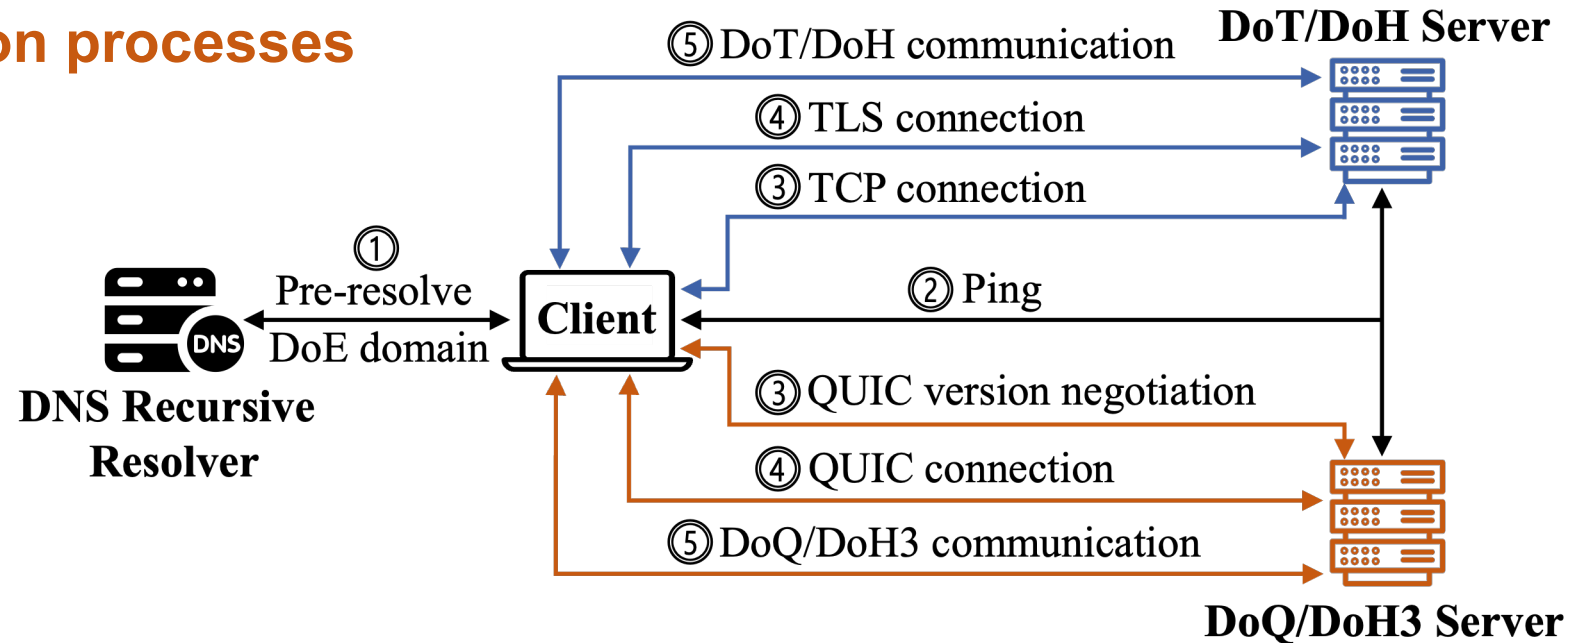 on processes
⑤ DoT/DoH communication
DoT/DoH Server
④ TLS connection
③ TCP connection
①
Pre-resolve
DoE domain
DNS
DNS Recursive
Resolver
Client
② Ping
③ QUIC version negotiation
④ QUIC connection
⑤ DoQ/DoH3 communication
DoQ/DoH3 Server